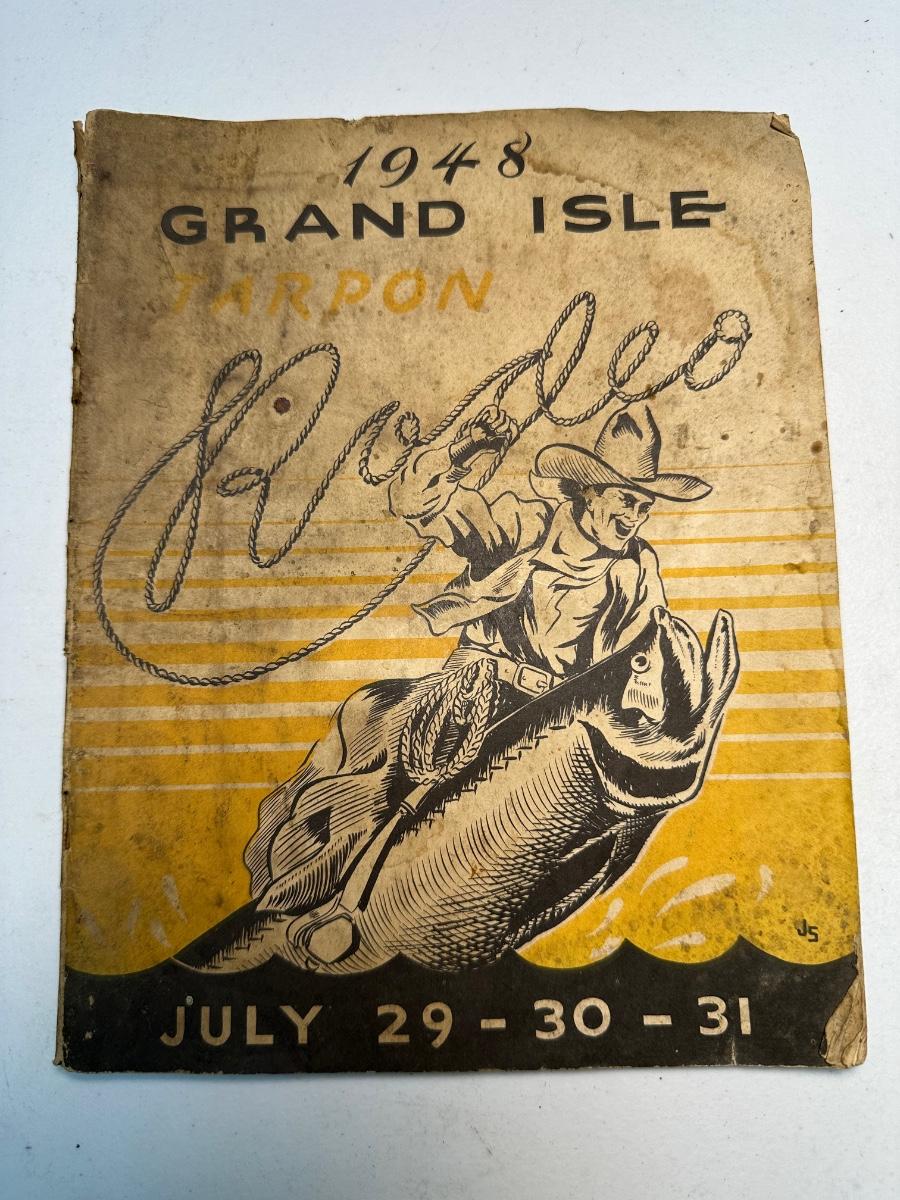 1948
GRAND ISLE
TARPON
Rodeo
JS
JULY 29-30-31